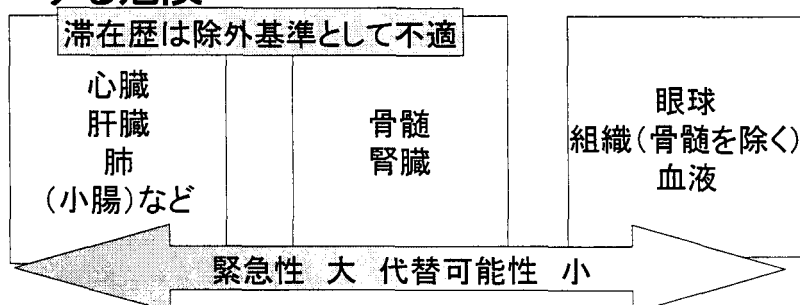 滞在歴は除外基準として不適
心臓
肝臓
肺
(小腸)など
骨髄
腎臓
眼球
組織(骨髄を除く)
血液
緊急性 大 代替可能性 小